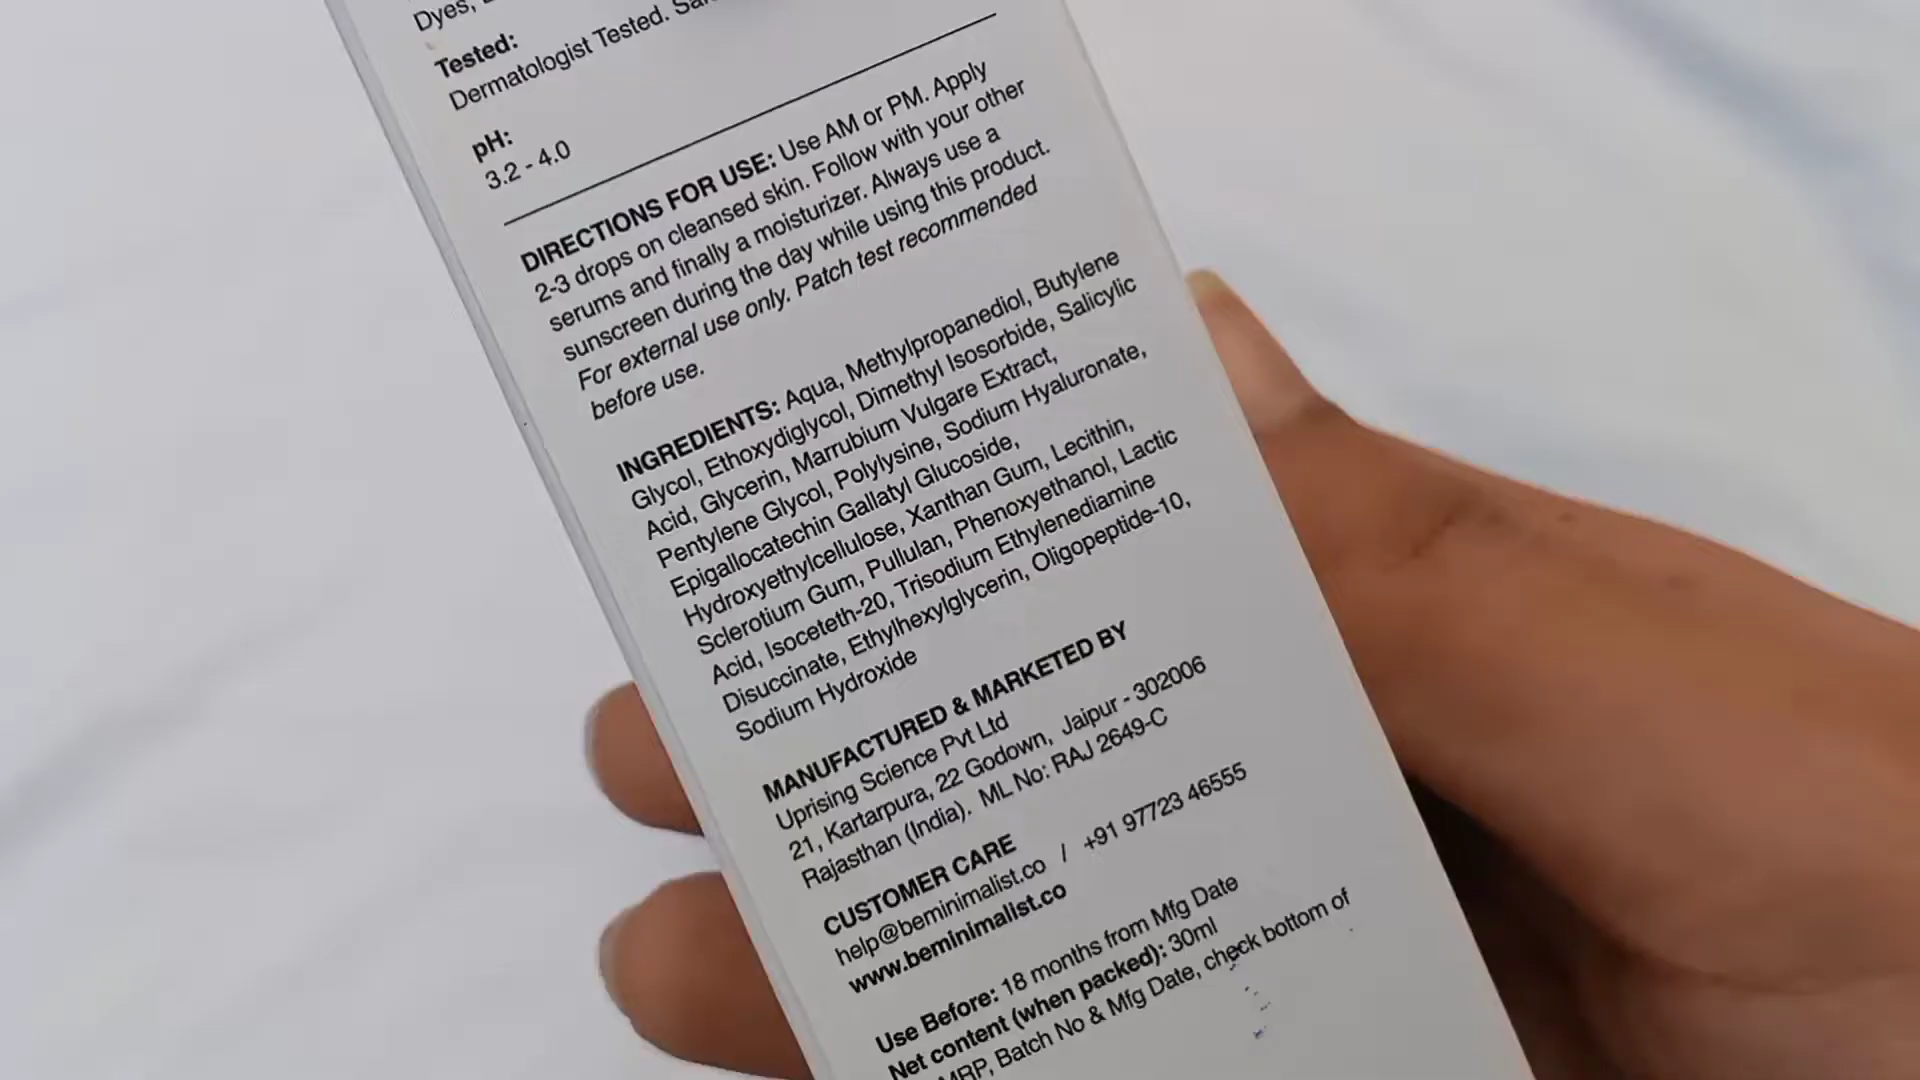 Dyes,
Tested:
Dermatologist Tested.
pH:
3.2 - 4.0
DIRECTIONS FOR USE: Use AM or PM. Apply
2-3 drops on cleansed skin. Follow with your other
serums and finally a moisturizer. Always use a
sunscreen during the day while using this product.
For external use only. Patch test recommended
before use.
INGREDIENTS: Aqua, Methylpropanediol, Butylene
Glycol, Ethoxydiglycol, Dimethyl Isosorbide, Salicylic
Acid, Glycerin, Marrubium Vulgare Extract,
Pentylene Glycol, Polylysine, Sodium Hyaluronate,
Epigallocatechin Gallatyl Glucoside,
Hydroxyethylcellulose, Xanthan Gum, Lecithin,
Sclerotium Gum, Pullulan, Phenoxyethanol, Lactic
Acid, Isoceteth-20, Trisodium Ethylenediamine
Disuccinate, Ethylhexylglycerin, Oligopeptide-10,
Sodium Hydroxide
MANUFACTURED & MARKETED BY
Uprising Science Pvt Ltd
21, Kartarpura, 22 Godown, Jaipur - 302006
Rajasthan (India). ML No: RAJ 2649-C
CUSTOMER CARE
help@beminimalist.co / +91 97723 46555
www.beminimalist.co
Use Before: 18 months from Mfg Date
Net content (when packed): 30ml
MRP, Batch No & Mfg Date, check bottom of